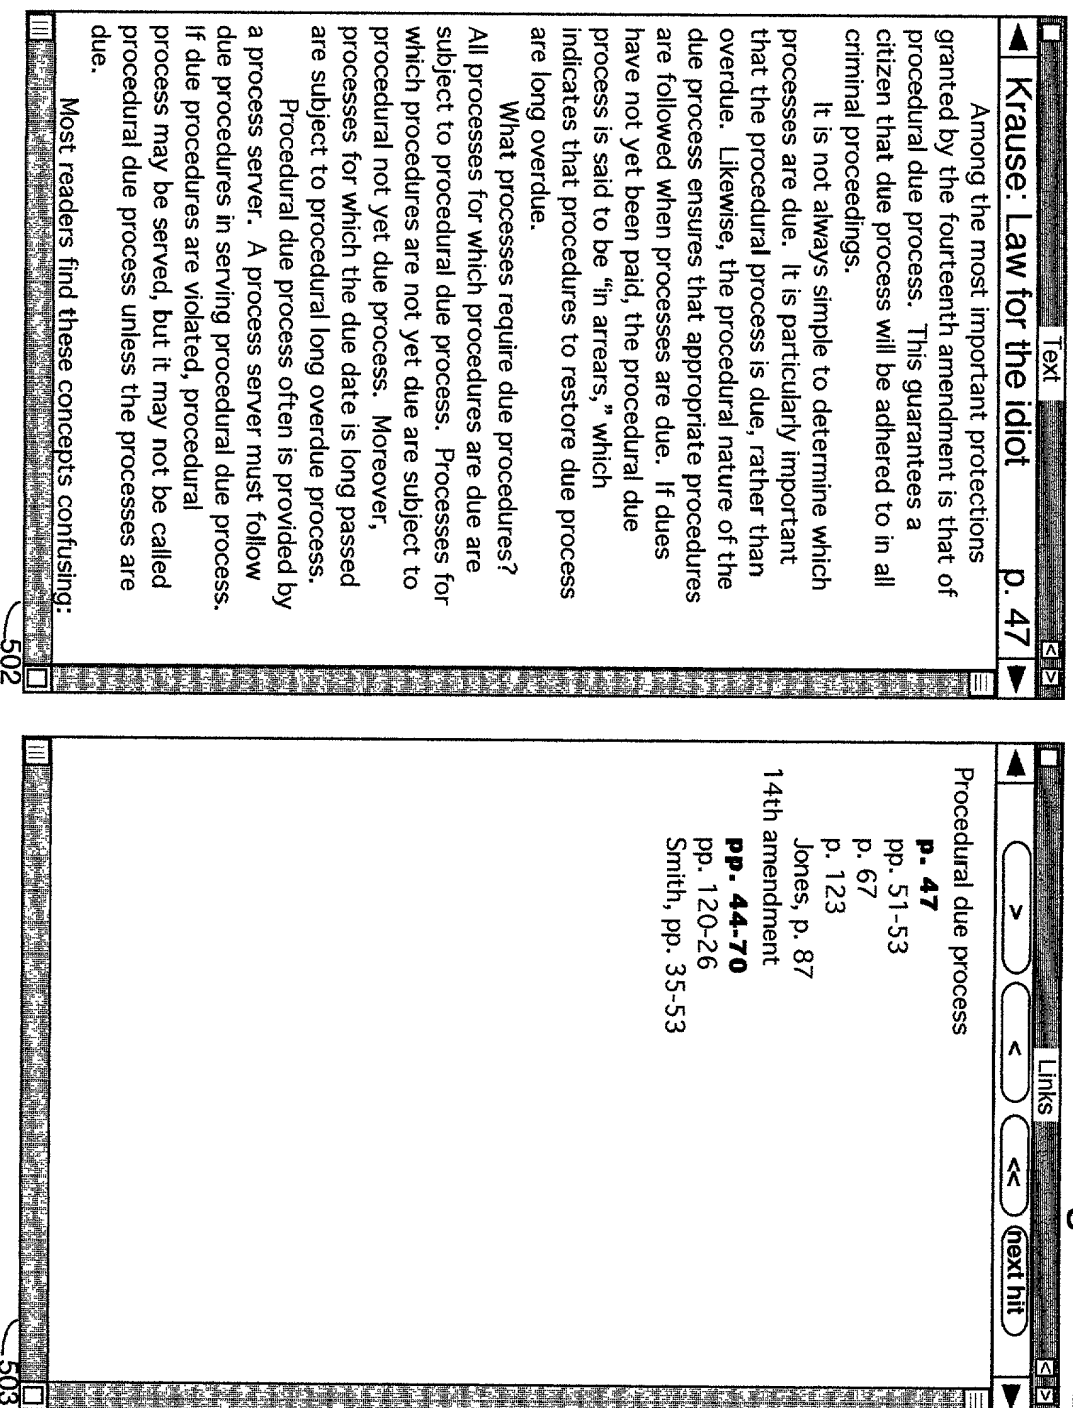 Text
Krause: Law for the idiot p. 47
Among the most important protections
granted by the fourteenth amendment is that of
procedural due process. This guarantees a
citizen that due process will be adhered to in all
criminal proceedings.
It is not always simple to determine which
processes are due. It is particularly important
that the procedural process is due, rather than
overdue. Likewise, the procedural nature of the
due process ensures that appropriate procedures
are followed when processes are due. If dues
have not yet been paid, the procedural due
process is said to be “in arrears,” which
indicates that procedures to restore due process
are long overdue.
What processes require due procedures?
All processes for which procedures are due are
subject to procedural due process. Processes for
which procedures are not yet due are subject to
procedural not yet due process. Moreover,
processes for which the due date is long passed
are subject to procedural long overdue process.
Procedural due process often is provided by
a process server. A process server must follow
due procedures in serving procedural due process.
If due procedures are violated, procedural
process may be served, but it may not be called
procedural due process unless the processes are
due.
Most readers find these concepts confusing:
502
Links
> < << next hit
Procedural due process
p. 47
pp. 51-53
p. 67
p. 123
Jones, p. 87
14th amendment
pp. 44-70
pp. 120-26
Smith, pp. 35-53
503